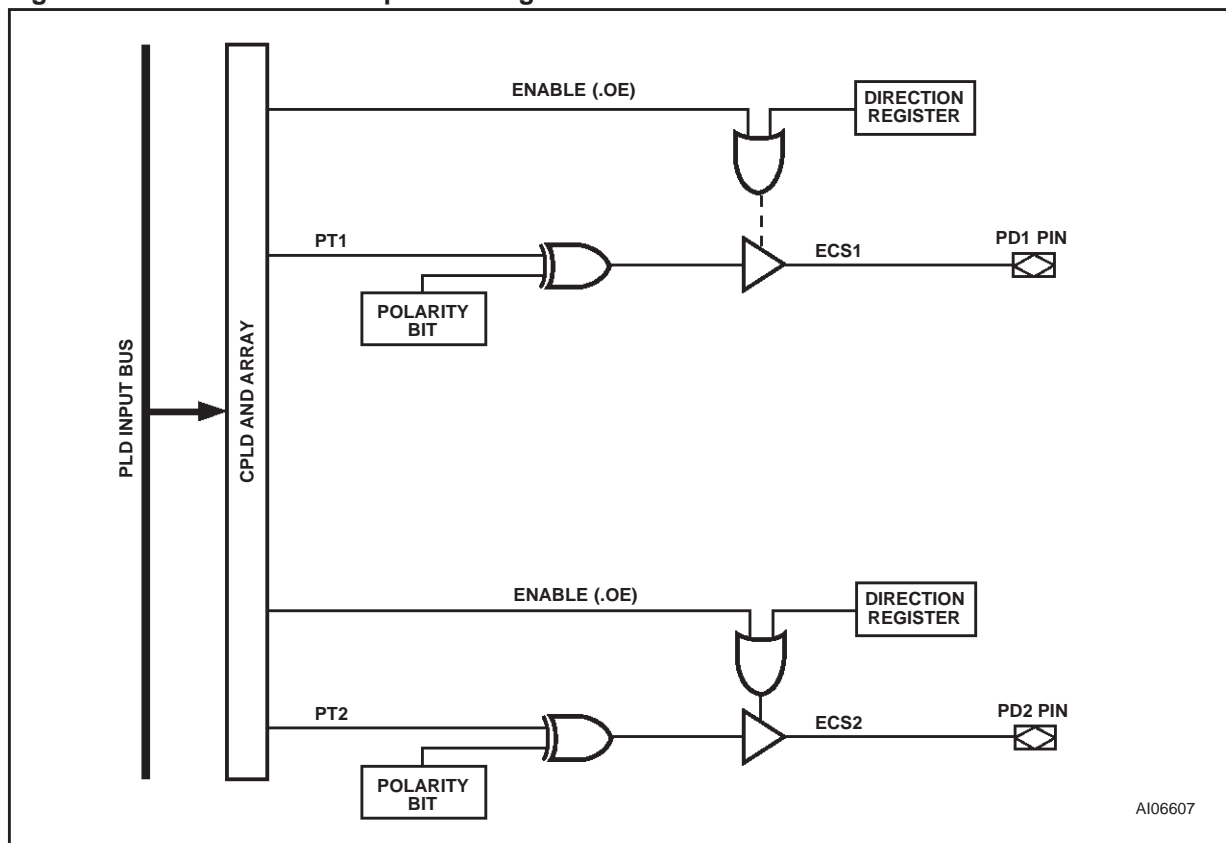 ENABLE (.OE)
DIRECTION
REGISTER
PT1
ECS1
PD1 PIN
POLARITY
BIT
PLD INPUT BUS
CPLD AND ARRAY
ENABLE (.OE)
DIRECTION
REGISTER
PT2
ECS2
PD2 PIN
POLARITY
BIT
AI06607